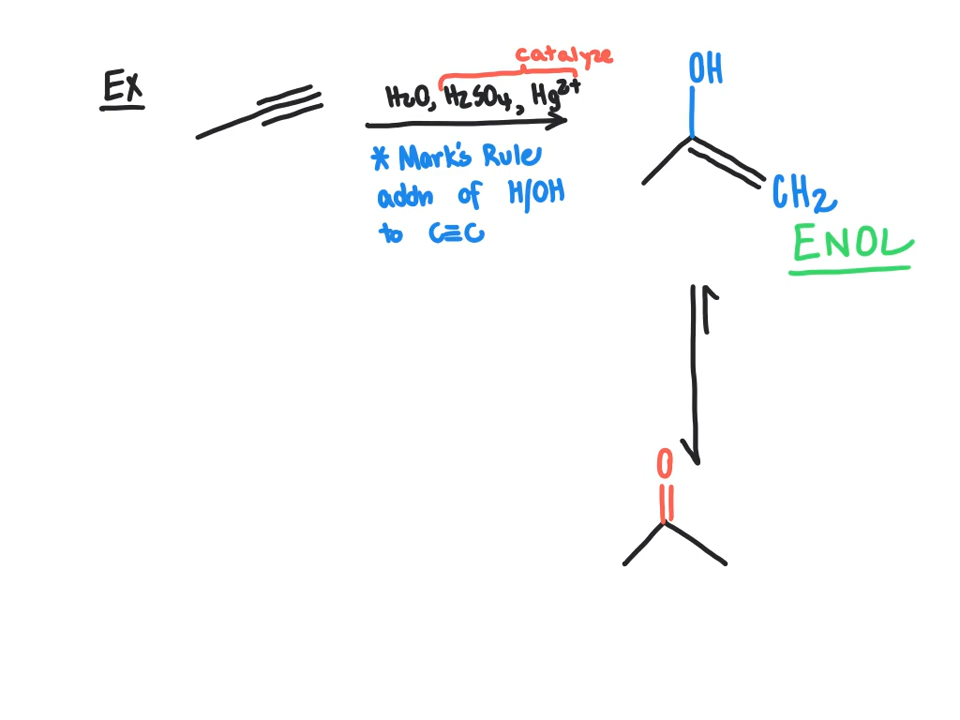 Ex
catalyze
H2O, H2SO4, Hg2+
* Mark's Rule
addn of H/OH
to C≡C
OH
CH2
ENOL
O